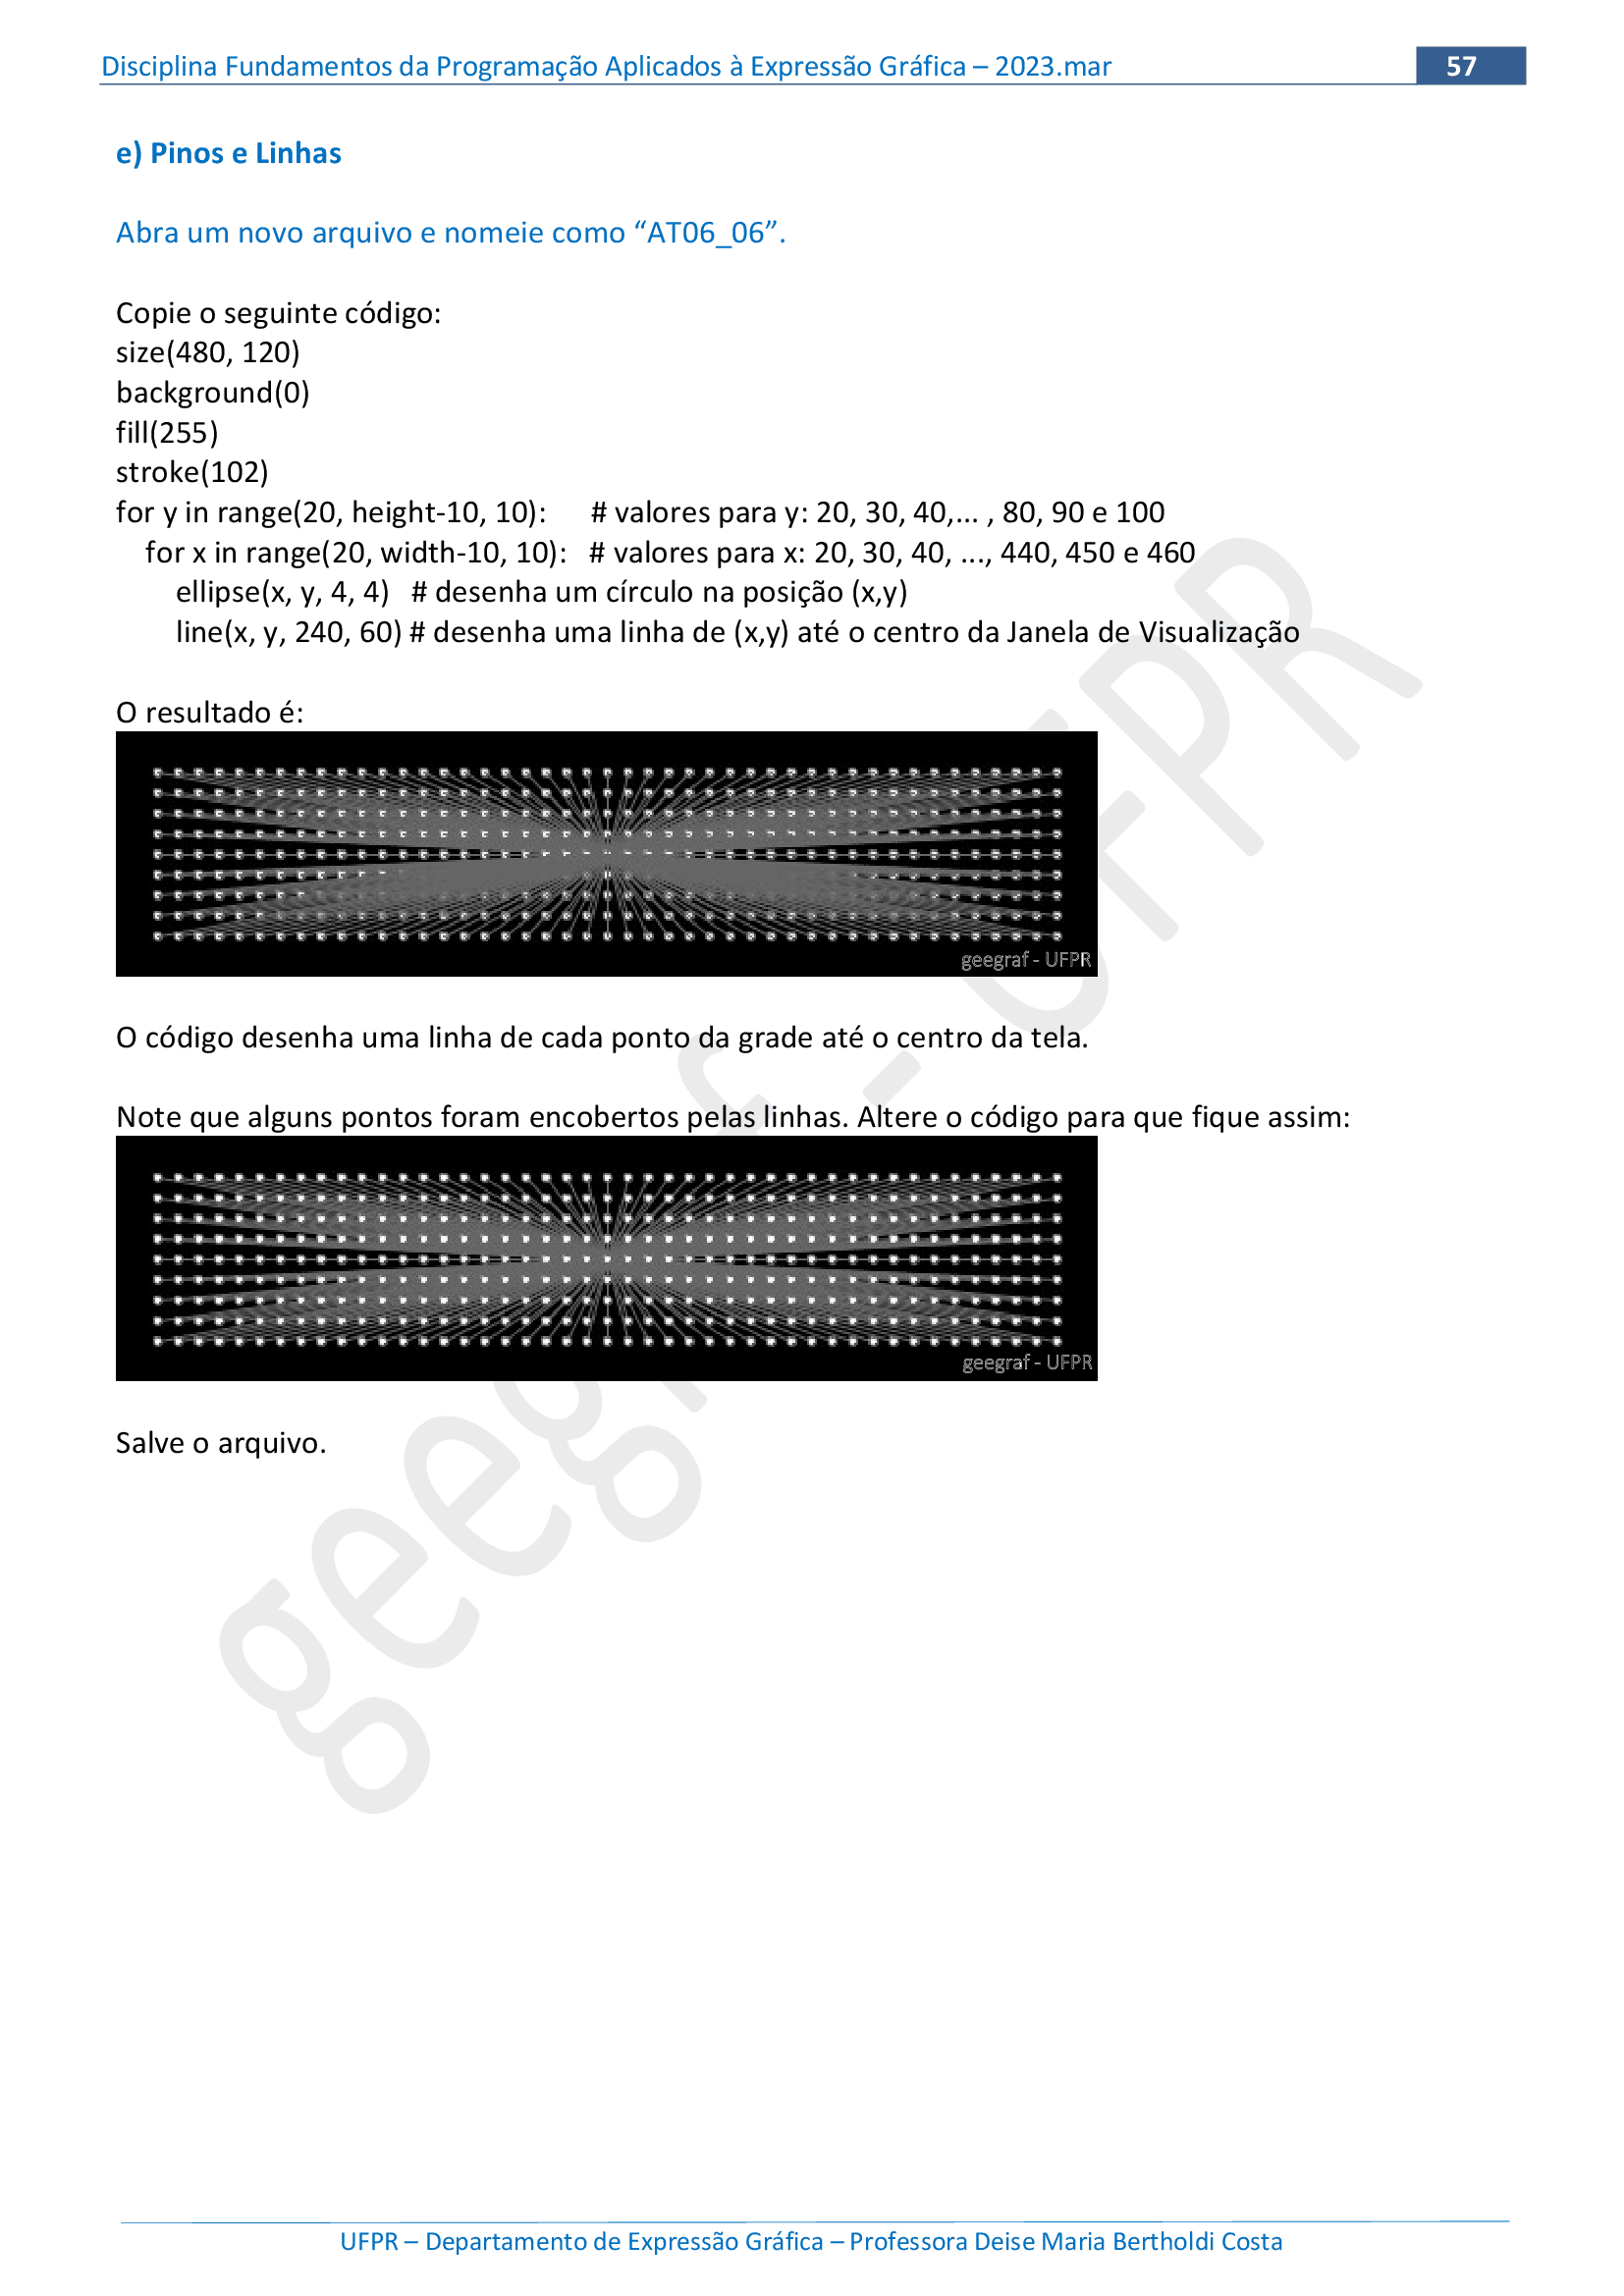 Disciplina Fundamentos da Programação Aplicados à Expressão Gráfica – 2023.mar 57
e) Pinos e Linhas
Abra um novo arquivo e nomeie como “AT06_06”.
Copie o seguinte código:
size(480, 120)
background(0)
fill(255)
stroke(102)
for y in range(20, height-10, 10): # valores para y: 20, 30, 40,... , 80, 90 e 100
for x in range(20, width-10, 10): # valores para x: 20, 30, 40, ..., 440, 450 e 460
ellipse(x, y, 4, 4) # desenha um círculo na posição (x,y)
line(x, y, 240, 60) # desenha uma linha de (x,y) até o centro da Janela de Visualização
O resultado é:
geegraf - UFPR
O código desenha uma linha de cada ponto da grade até o centro da tela.
Note que alguns pontos foram encobertos pelas linhas. Altere o código para que fique assim:
geegraf - UFPR
Salve o arquivo.
geegraf - UFPR
UFPR – Departamento de Expressão Gráfica – Professora Deise Maria Bertholdi Costa